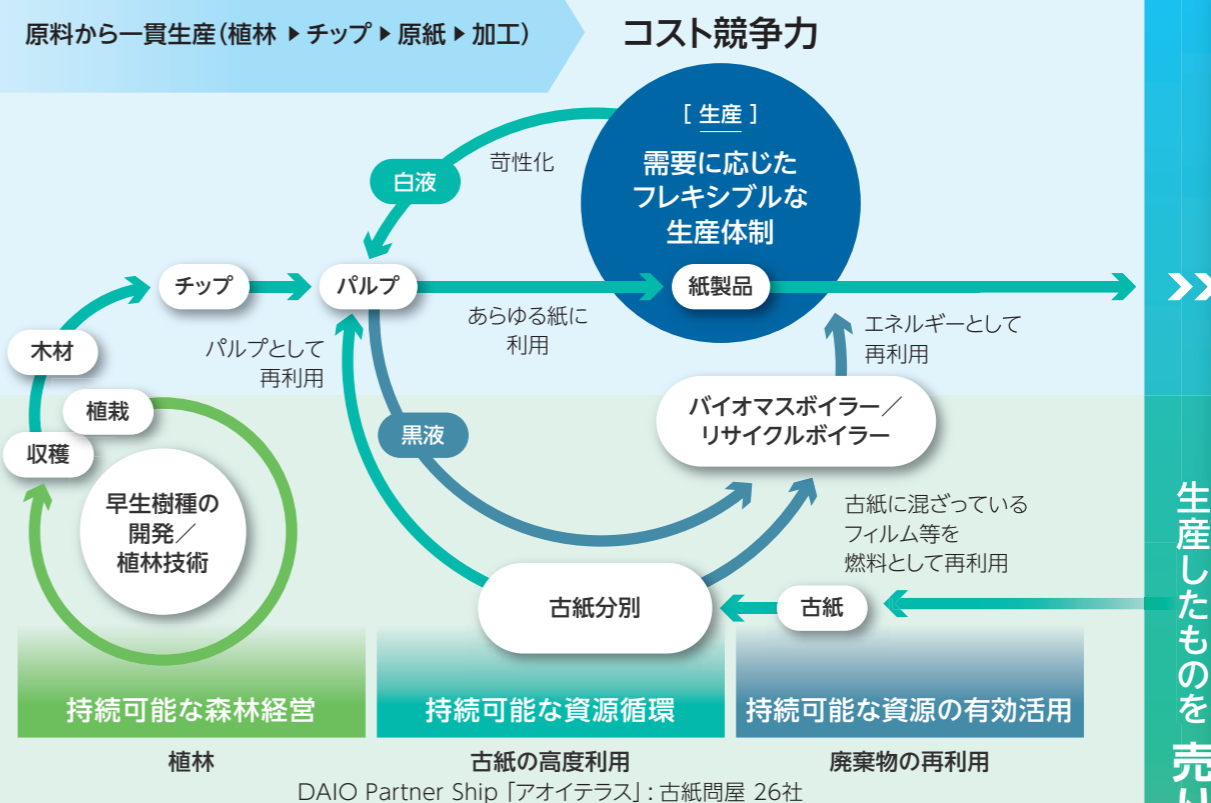 原料から一貫生産(植林 ▶ チップ ▶ 原紙 ▶ 加工)
コスト競争力
[ 生産 ]
需要に応じた
フレキシブルな
生産体制
苛性化
白液
チップ
パルプ
紙製品
あらゆる紙に
利用
エネルギーとして
再利用
パルプとして
再利用
木材
植栽
収穫
黒液
バイオマスボイラー/
リサイクルボイラー
早生樹種の
開発/
植林技術
古紙に混ざっている
フィルム等を
燃料として再利用
古紙分別
古紙
持続可能な森林経営
持続可能な資源循環
持続可能な資源の有効活用
植林
古紙の高度利用
廃棄物の再利用
DAIO Partner Ship「アオイテラス」: 古紙問屋 26社
生産したものを 売